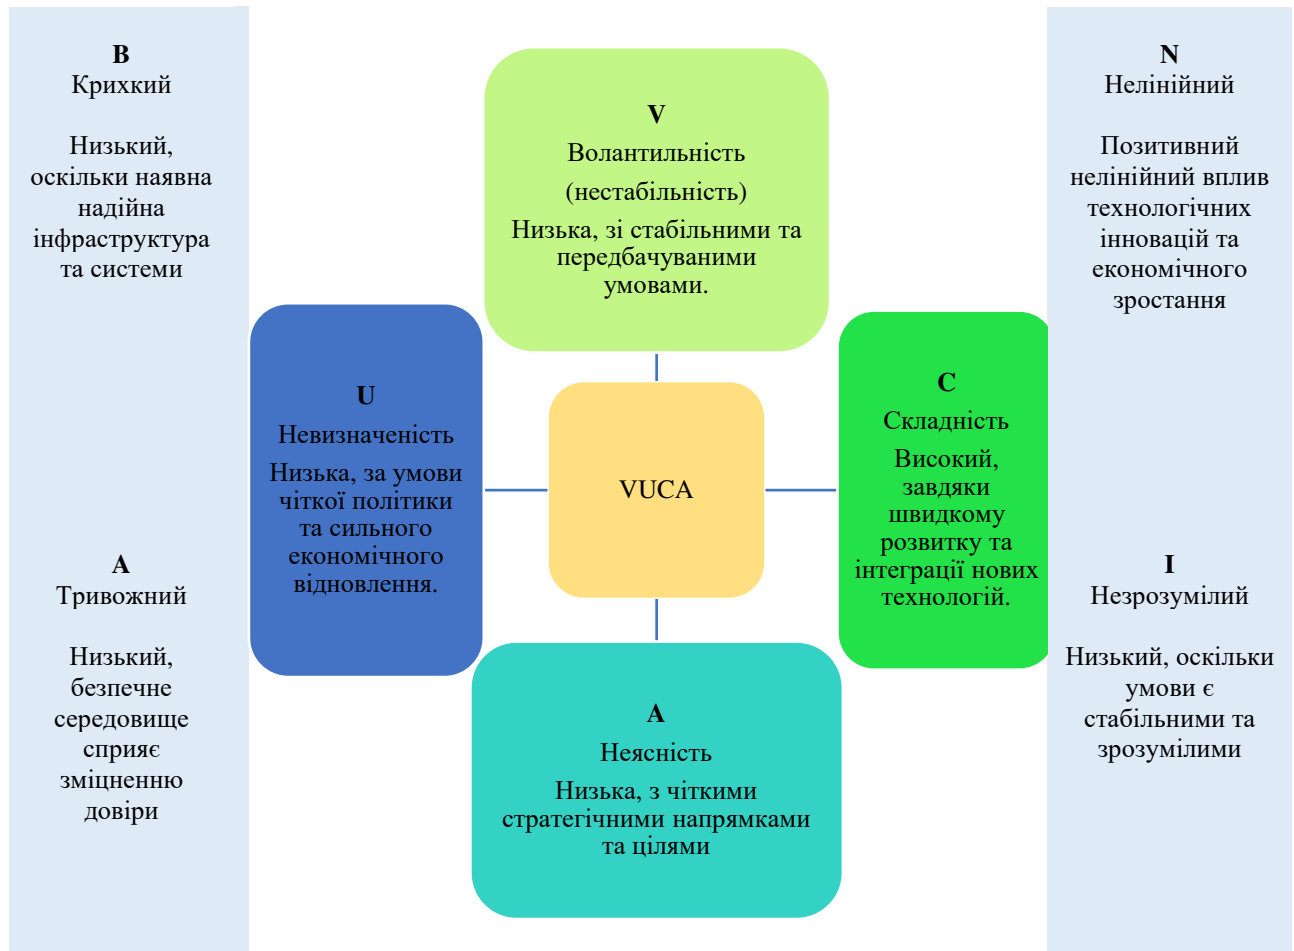 B
Крихкий
Низький,
оскільки наявна
надійна
інфраструктура
та системи
A
Тривожний
Низький,
безпечне
середовище
сприяє
зміцненню
довіри
V
Волантильність
(нестабільність)
Низька, зі стабільними та
передбачуваними
умовами.
U
Невизначеність
Низька, за умови
чіткої політики
та сильного
економічного
відновлення.
VUCA
C
Складність
Високий,
завдяки
швидкому
розвитку та
інтеграції нових
технологій.
A
Неясність
Низька, з чіткими
стратегічними напрямками
та цілями
N
Нелінійний
Позитивний
нелінійний вплив
технологічних
інновацій та
економічного
зростання
I
Незрозумілий
Низький, оскільки
умови є
стабільними та
зрозумілими